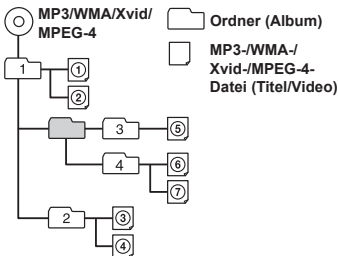 MP3/WMA/Xvid/
MPEG-4
Ordner (Album)
MP3-/WMA-/
Xvid-/MPEG-4-
Datei (Titel/Video)
1
①
②
3
⑤
4
⑥
⑦
2
③
④